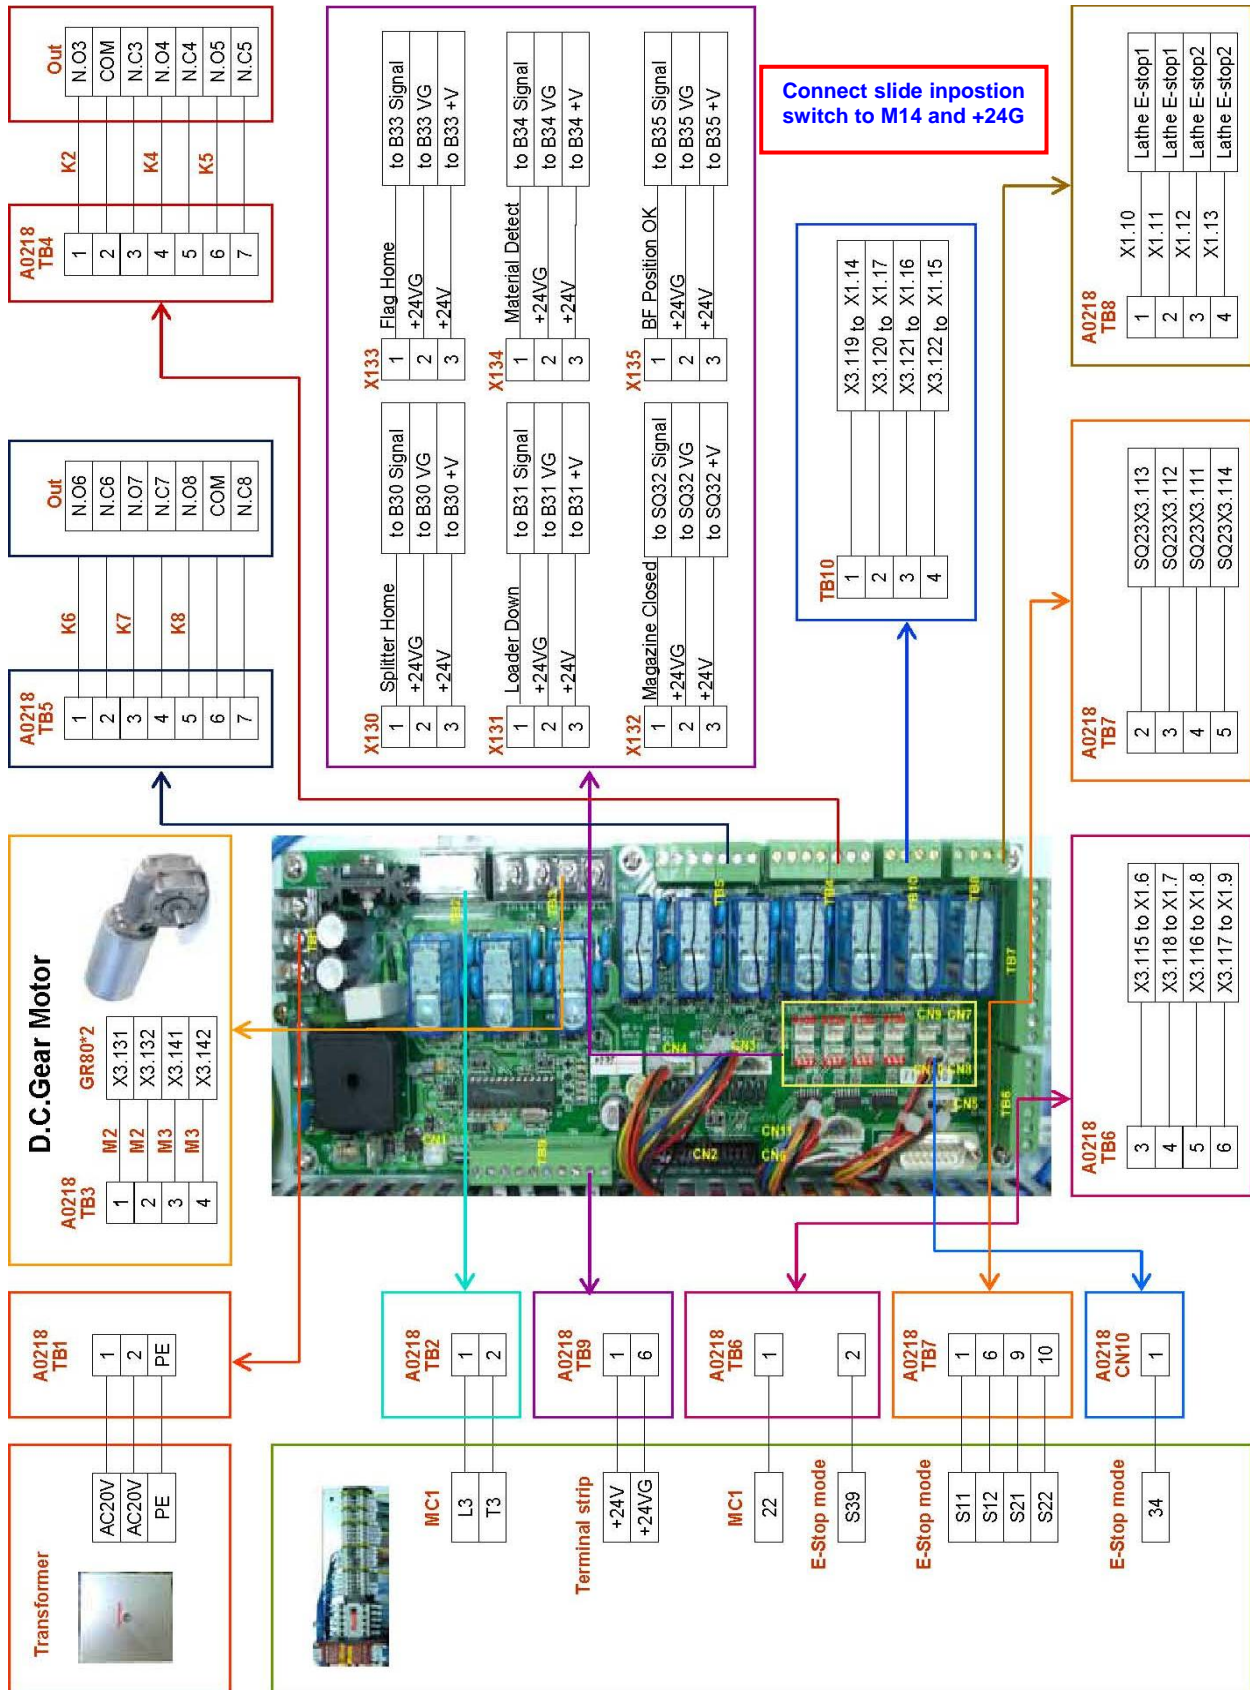 Out
N.O3
COM
N.C3
N.O4
N.C4
N.O5
N.C5
K2
K4
K5
A0218
TB4
1
2
3
4
5
6
7
Out
N.O6
N.C6
N.O7
N.C7
N.O8
COM
N.C8
K6
K7
K8
A0218
TB5
1
2
3
4
5
6
7
X133
1
2
3
Flag Home
+24VG
+24V
to B33 Signal
to B33 VG
to B33 +V
X134
1
2
3
Material Detect
+24VG
+24V
to B34 Signal
to B34 VG
to B34 +V
X135
1
2
3
BF Position OK
+24VG
+24V
to B35 Signal
to B35 VG
to B35 +V
X130
1
2
3
Splitter Home
+24VG
+24V
to B30 Signal
to B30 VG
to B30 +V
X131
1
2
3
Loader Down
+24VG
+24V
to B31 Signal
to B31 VG
to B31 +V
X132
1
2
3
Magazine Closed
+24VG
+24V
to SQ32 Signal
to SQ32 VG
to SQ32 +V
Connect slide inpostion
switch to M14 and +24G
TB10
1
2
3
4
X3.119 to X1.14
X3.120 to X1.17
X3.121 to X1.16
X3.122 to X1.15
A0218
TB8
1
2
3
4
X1.10
X1.11
X1.12
X1.13
Lathe E-stop1
Lathe E-stop1
Lathe E-stop2
Lathe E-stop2
A0218
TB7
2
3
4
5
SQ23X3.113
SQ23X3.112
SQ23X3.111
SQ23X3.114
A0218
TB6
3
4
5
6
X3.115 to X1.6
X3.118 to X1.7
X3.116 to X1.8
X3.117 to X1.9
D.C.Gear Motor
A0218
TB3
1
2
3
4
M2
M2
M3
M3
GR80*2
X3.131
X3.132
X3.141
X3.142
TB1
TB2
TB3
TB5
TB4
TB10
TB8
TB7
TB6
TB9
CN1
CN2
CN3
CN4
CN5
CN6
CN7
CN8
CN9
CN11
Transformer
AC20V
AC20V
PE
A0218
TB1
1
2
PE
MC1
L3
T3
A0218
TB2
1
2
Terminal strip
+24V
+24VG
A0218
TB9
1
6
MC1
22
E-Stop mode
S39
A0218
TB6
1
2
E-Stop mode
S11
S12
S21
S22
A0218
TB7
1
6
9
10
E-Stop mode
34
A0218
CN10
1